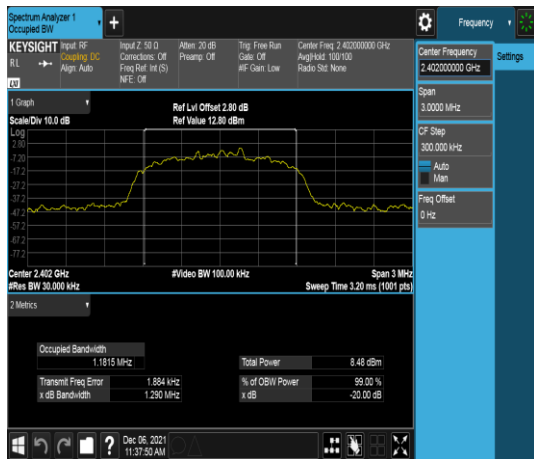 Spectrum Analyzer 1
Occupied BW
+
Frequency
KEYSIGHT
RL
LXI
Input: RF
Coupling: DC
Align: Auto
Input Z: 50 Ω
Corrections: Off
Freq Ref: Int (S)
NFE: Off
Atten: 20 dB
Preamp: Off
Trig: Free Run
Gate: Off
#IF Gain: Low
Center Freq: 2.402000000 GHz
Avg|Hold: 100/100
Radio Std: None
Center Frequency
2.402000000 GHz
Settings
Span
3.0000 MHz
CF Step
300.000 kHz
Auto
Man
Freq Offset
0 Hz
1 Graph
Scale/Div 10.0 dB
Ref Lvl Offset 2.80 dB
Ref Value 12.80 dBm
Log
2.80
-7.20
-17.2
-27.2
-37.2
-47.2
-57.2
-67.2
-77.2
Center 2.402 GHz
#Video BW 100.00 kHz
Span 3 MHz
#Res BW 30.000 kHz
Sweep Time 3.20 ms (1001 pts)
2 Metrics
Occupied Bandwidth
1.1815 MHz
Total Power 8.48 dBm
Transmit Freq Error 1.884 kHz
% of OBW Power 99.00 %
x dB Bandwidth 1.290 MHz
x dB -20.00 dB
?
Dec 06, 2021
11:37:50 AM